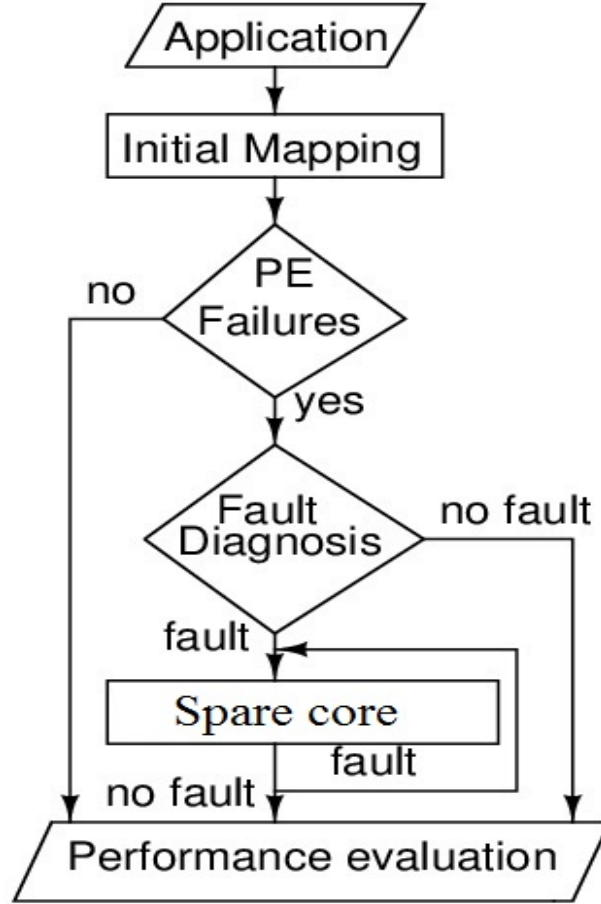 Application
Initial Mapping
PE
no
Failures
yes
Fault
no fault
Diagnosis
fault
Spare core
fault
no fault
Performance evaluation